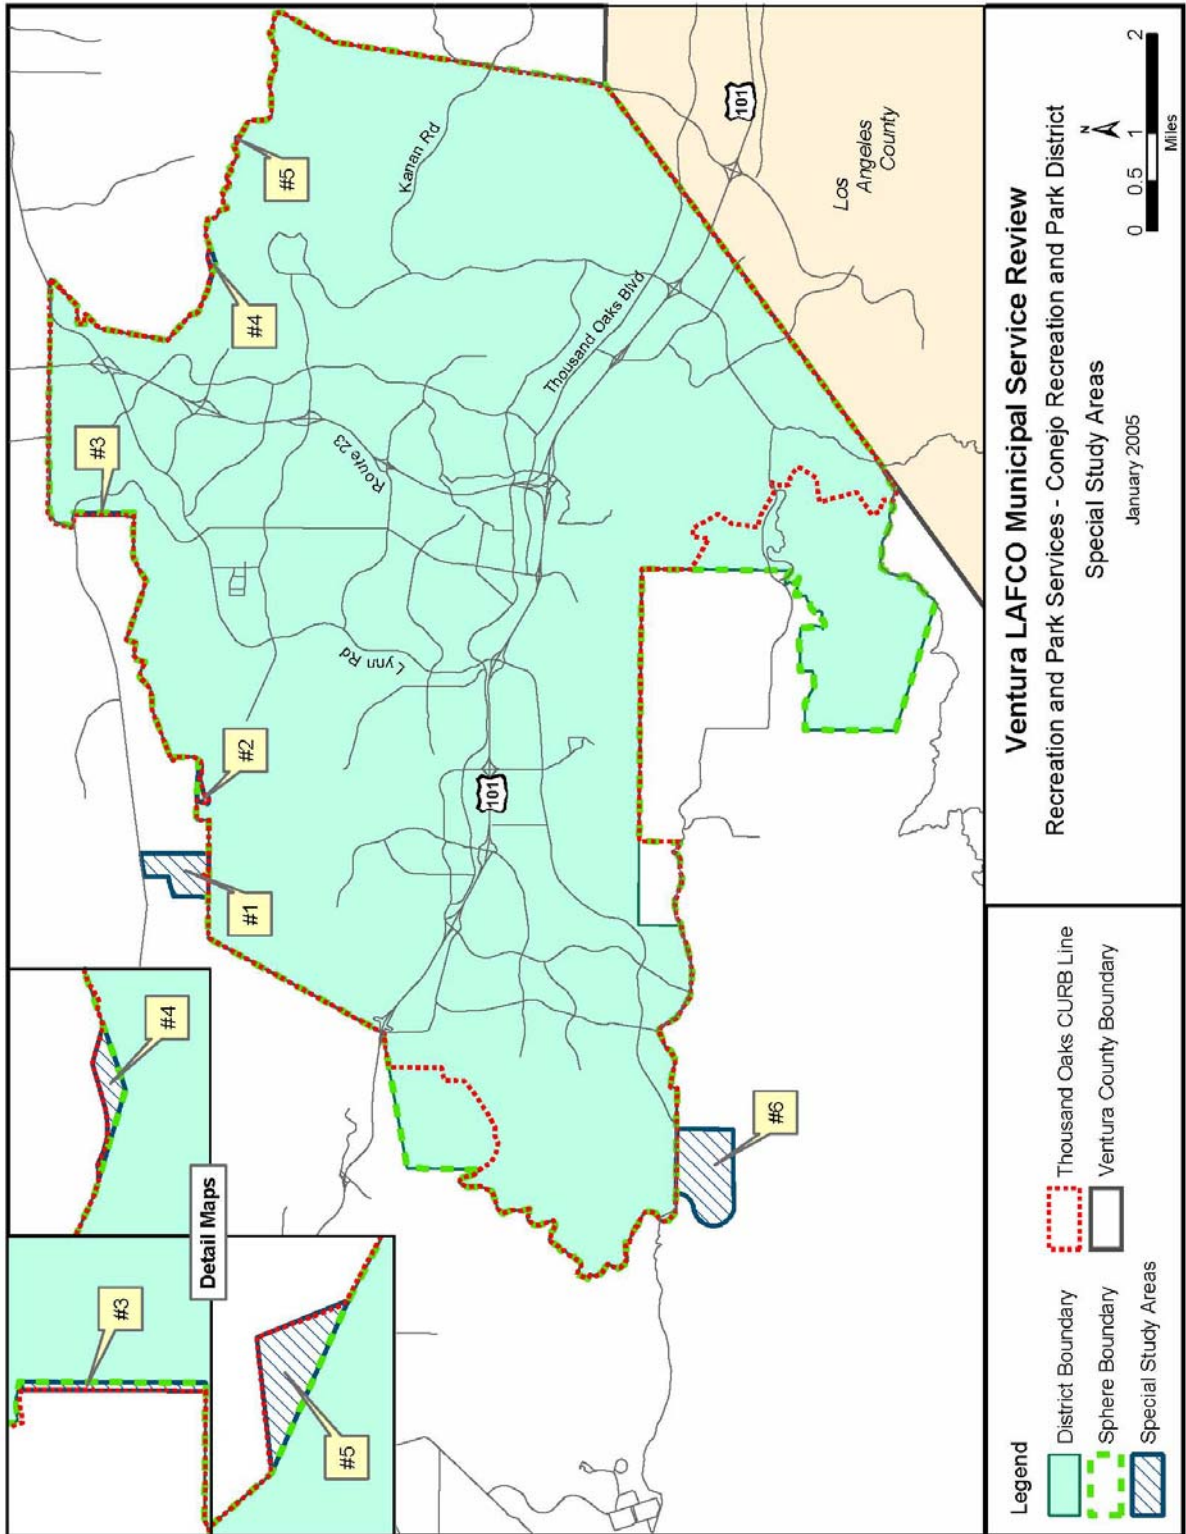 #3
#4
#5
Detail Maps
#1
#2
#3
#4
#5
#6
Kanan Rd
Route 23
Thousand Oaks Blvd
Lynn Rd
101
101
Los
Angeles
County
Legend
District Boundary
Sphere Boundary
Special Study Areas
Thousand Oaks CURB Line
Ventura County Boundary
Ventura LAFCO Municipal Service Review
Recreation and Park Services - Conejo Recreation and Park District
Special Study Areas
January 2005
N
0 0.5 1 2
Miles